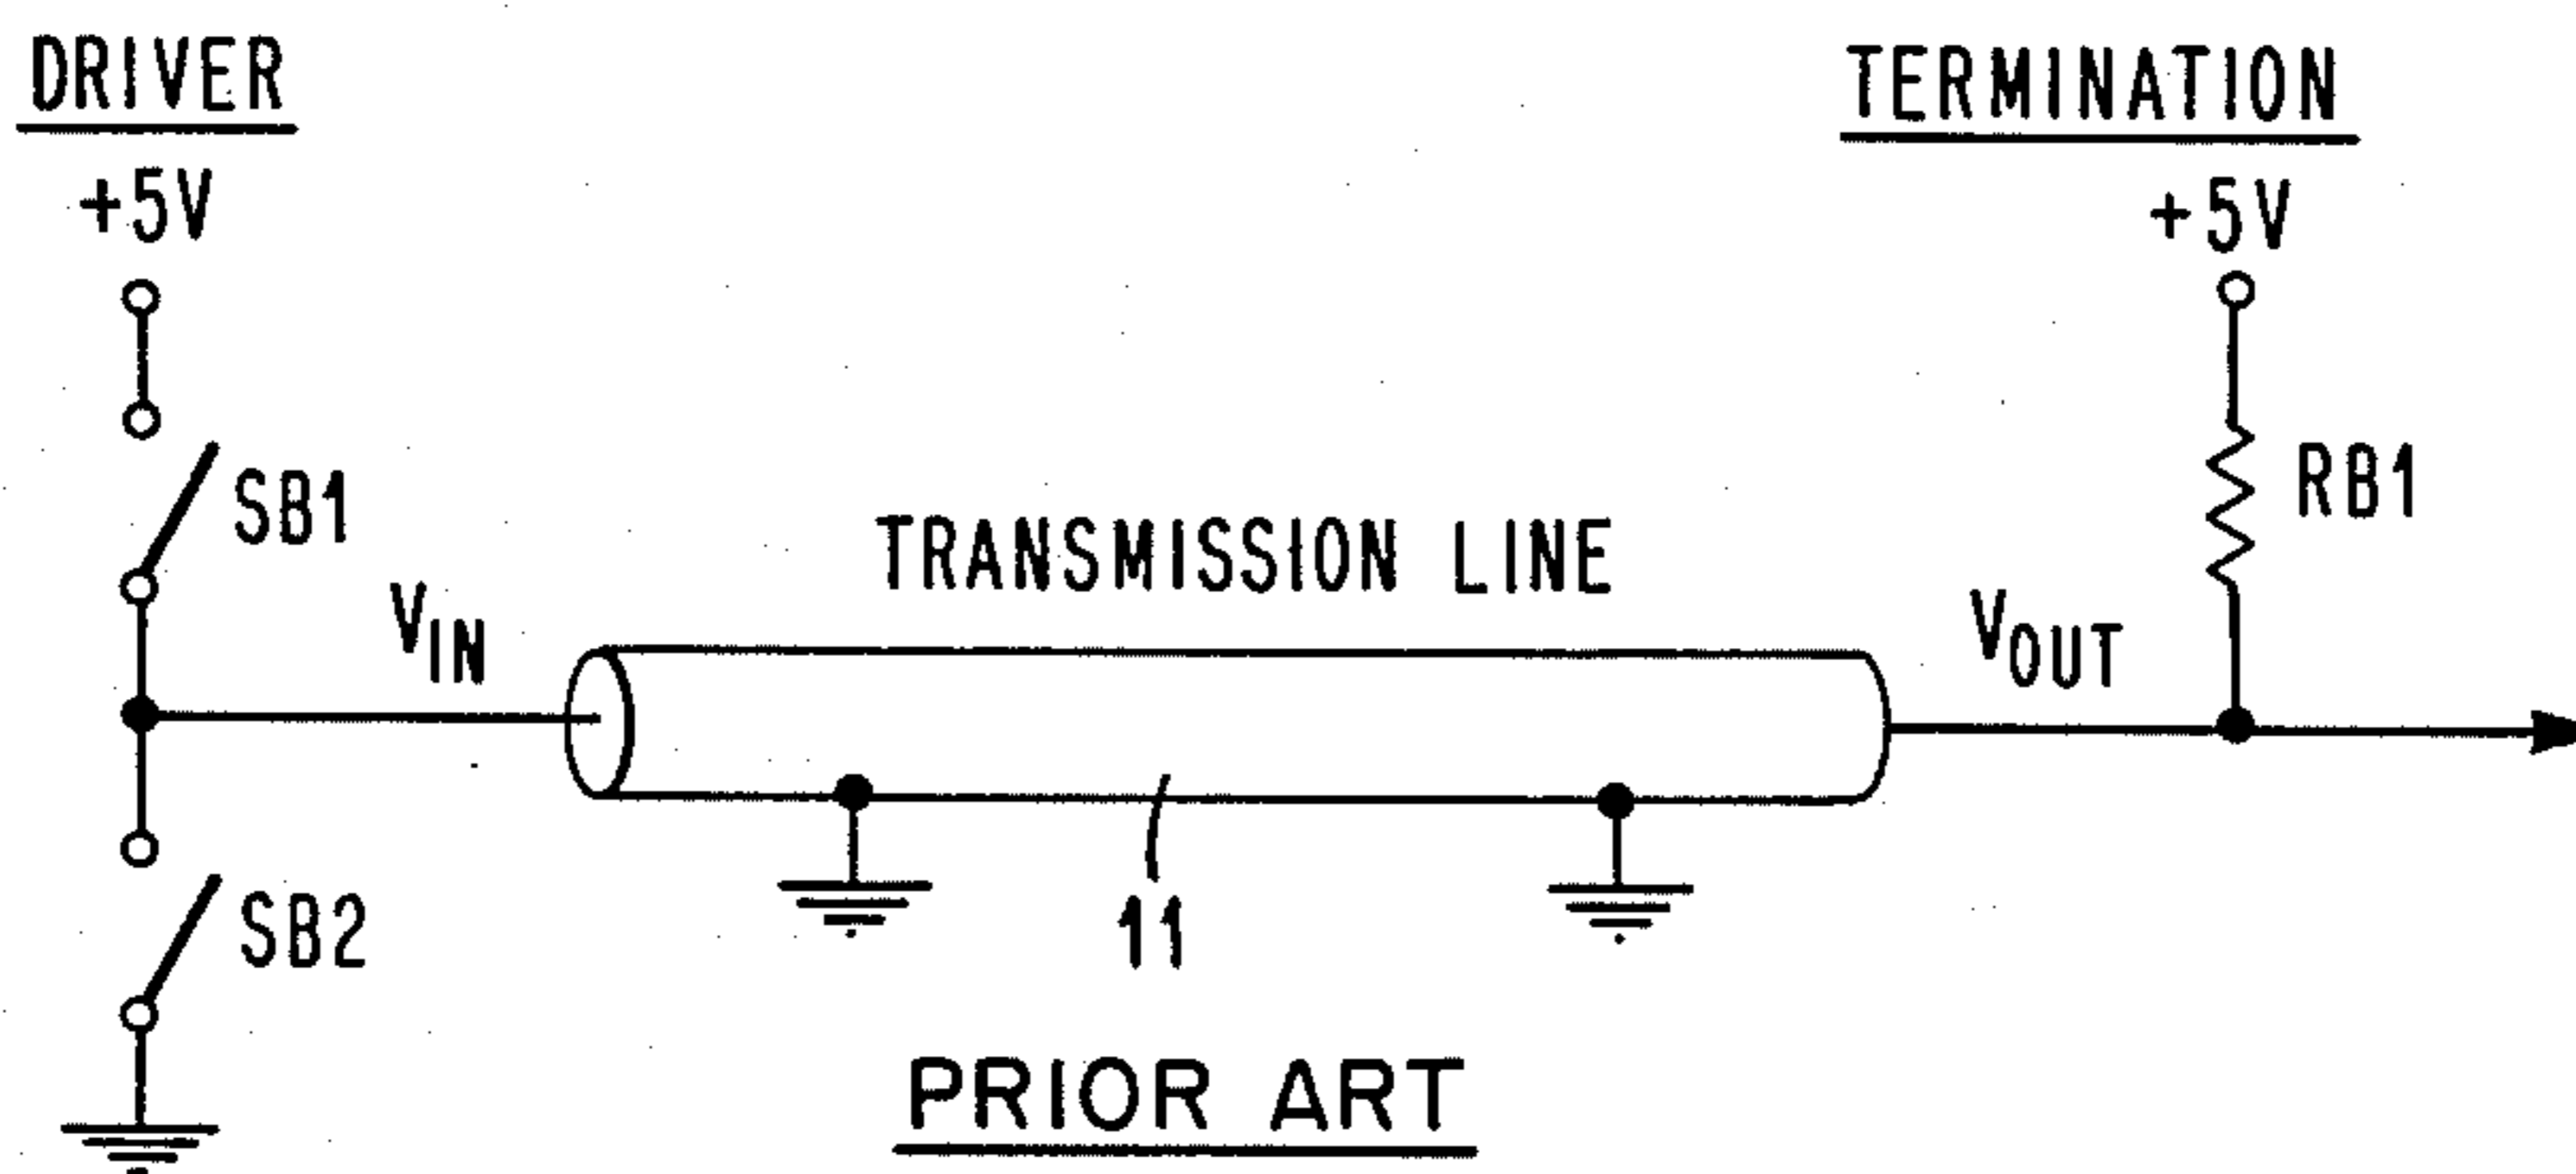 DRIVER
TERMINATION
+5V
+5V
SB1
RB1
TRANSMISSION LINE
VIN
VOUT
SB2
11
PRIOR ART